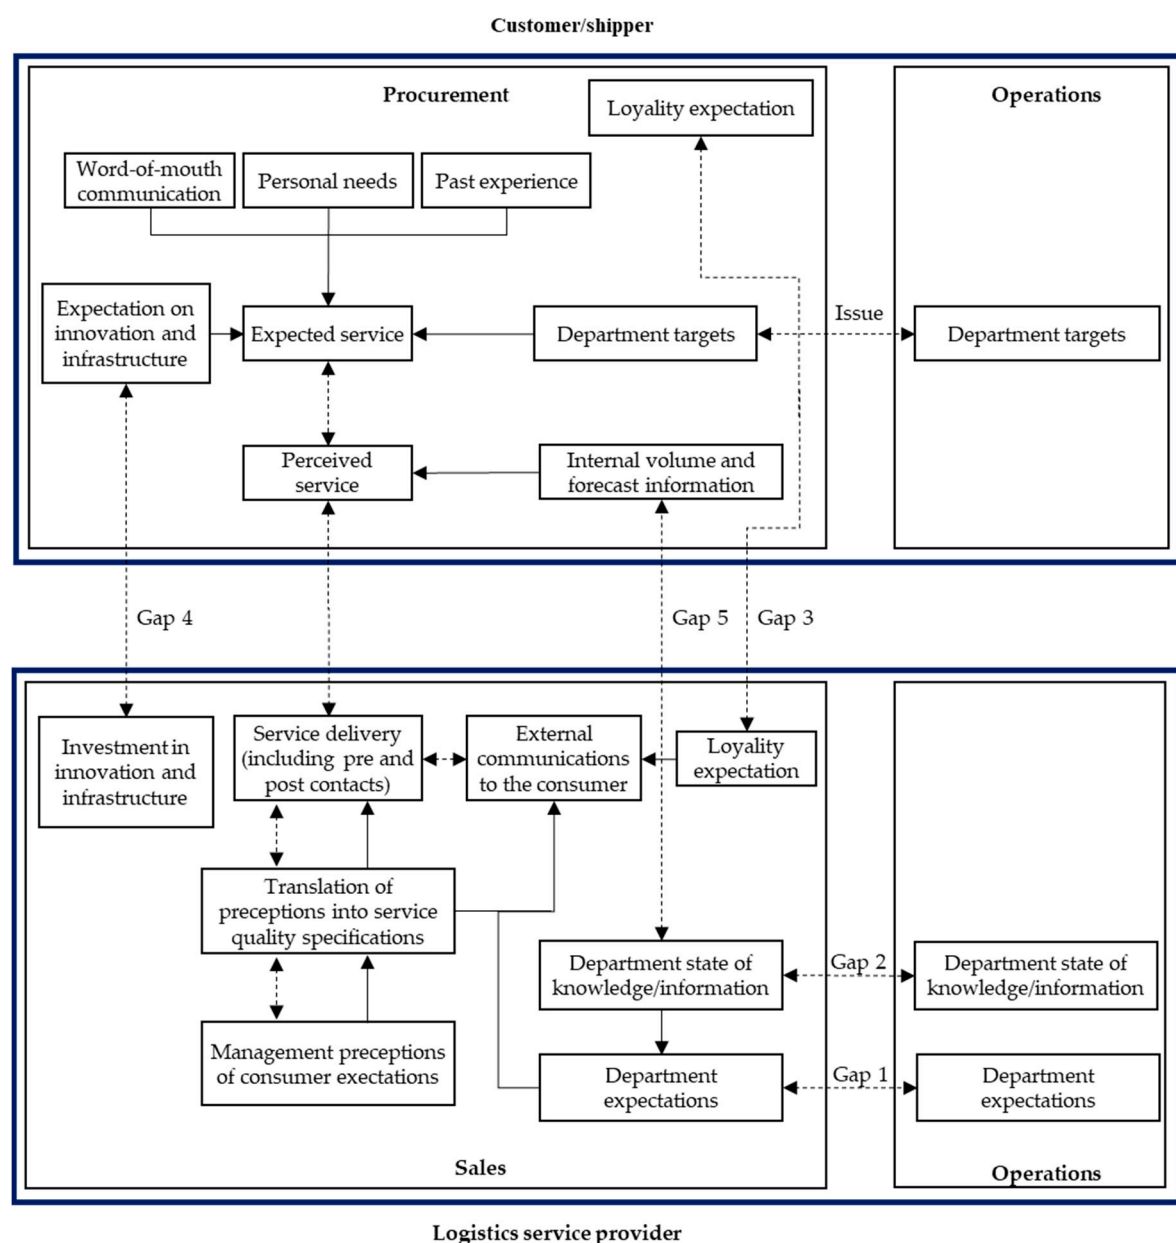 Customer/shipper
Procurement
Operations
Loyality expectation
Word-of-mouth
communication
Personal needs
Past experience
Expectation on
innovation and
infrastructure
Expected service
Department targets
Issue
Department targets
Perceived
service
Internal volume and
forecast information
Gap 4
Gap 5
Gap 3
Investment in
innovation and
infrastructure
Service delivery
(including pre and
post contacts)
External
communications
to the consumer
Loyality
expectation
Translation of
preceptions into service
quality specifications
Department state of
knowledge/information
Gap 2
Department state of
knowledge/information
Management preceptions
of consumer exectations
Department
expectations
Gap 1
Department
expectations
Sales
Operations
Logistics service provider